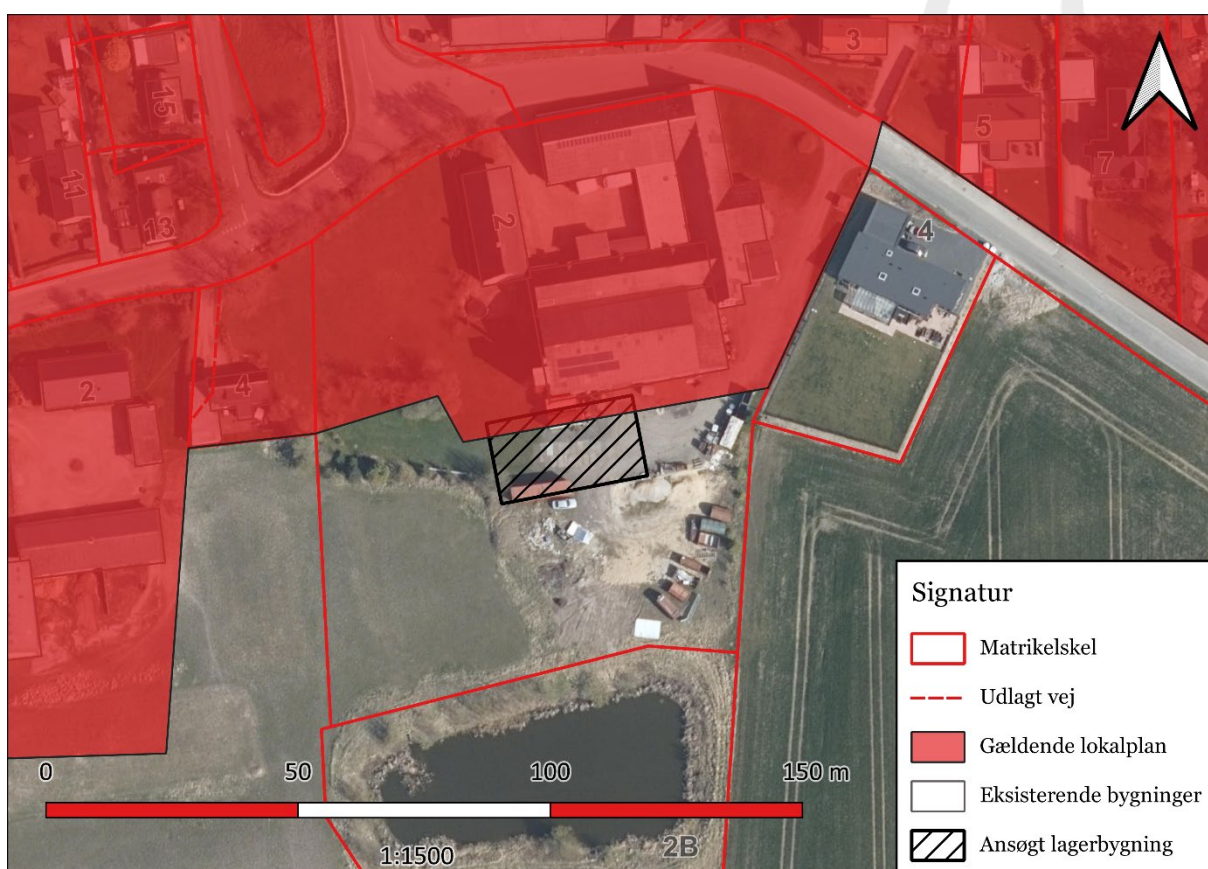 3
15
5
7
11
13
2
4
2
4
Signatur
Matrikelskel
Udlagt vej
Gældende lokalplan
Eksisterende bygninger
Ansøgt lagerbygning
0 50 100 150 m
1:1500
2B